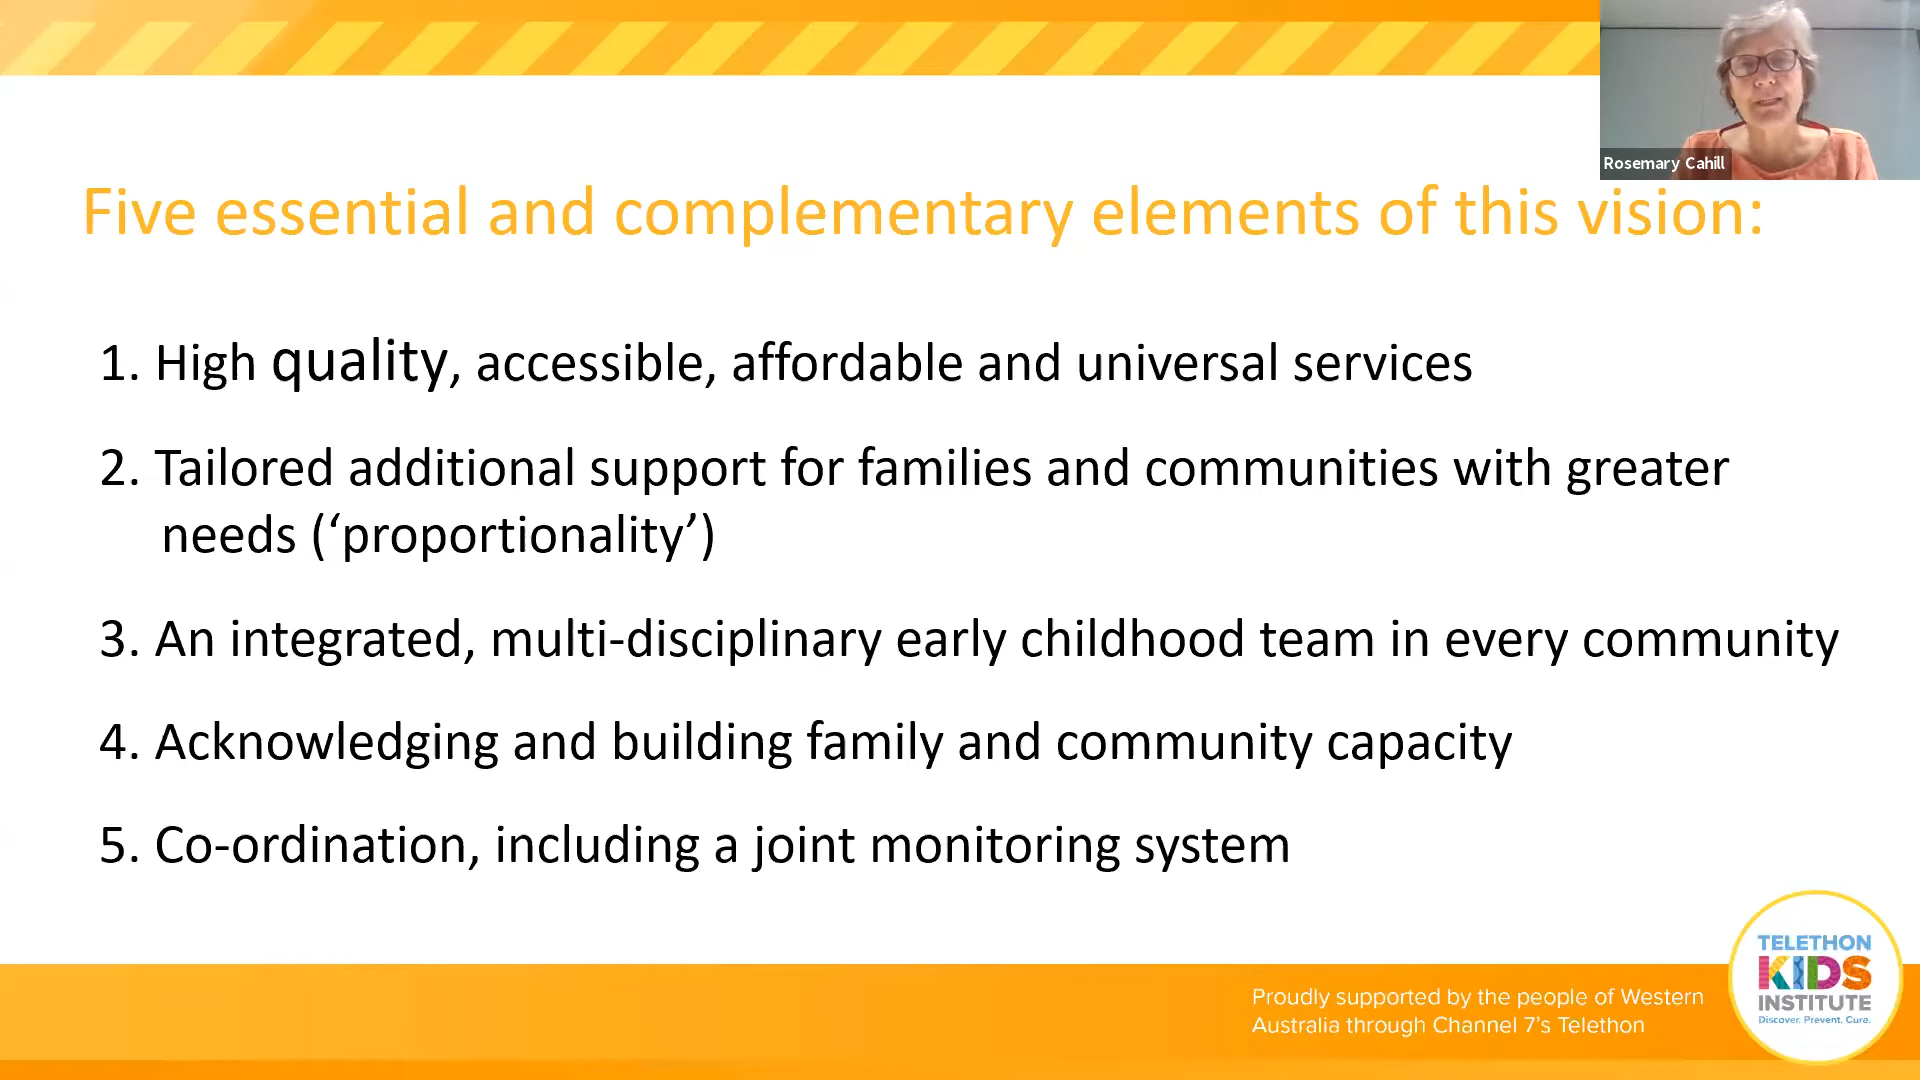 Rosemary Cahill
Five essential and complementary elements of this vision:
1. High quality, accessible, affordable and universal services
2. Tailored additional support for families and communities with greater
needs (‘proportionality’)
3. An integrated, multi-disciplinary early childhood team in every community
4. Acknowledging and building family and community capacity
5. Co-ordination, including a joint monitoring system
Proudly supported by the people of Western
Australia through Channel 7’s Telethon
TELETHON
KIDS
INSTITUTE
Discover. Prevent. Cure.